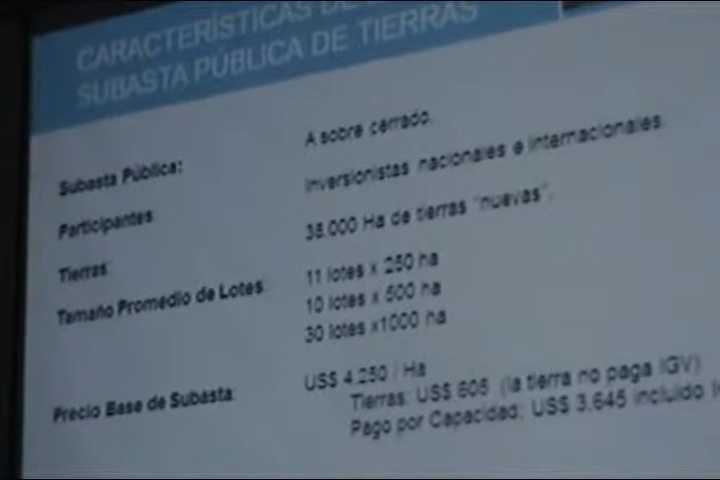 CARACTERÍSTICAS DE
SUBASTA PÚBLICA DE TIERRAS
Subasta Pública: A sobre cerrado.
Participantes Inversionistas nacionales e internacionales.
Tierras 38.000 Ha de tierras "nuevas".
Tamaño Promedio de Lotes: 11 lotes x 250 ha
10 lotes x 500 ha
30 lotes x1000 ha
Precio Base de Subasta: US$ 4.250 / Ha
Tierras: US$ 605 (la tierra no paga IGV)
Pago por Capacidad: US$ 3.645 incluido